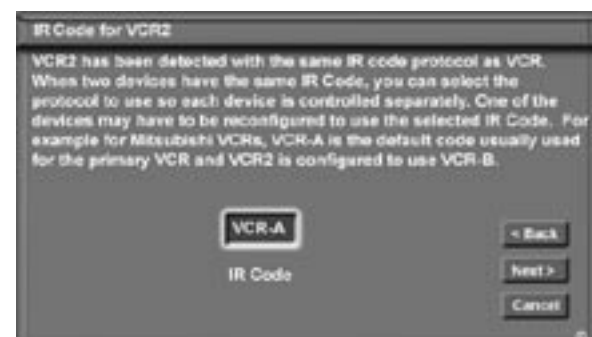 IR Code for VCR2
VCR2 has been detected with the same IR code protocol as VCR.
When two devices have the same IR Code, you can select the
protocol to use so each device is controlled separately. One of the
devices may have to be reconfigured to use the selected IR Code. For
example for Mitsubishi VCRs, VCR-A is the default code usually used
for the primary VCR and VCR2 is configured to use VCR-B.
VCR-A
IR Code
< Back
Next >
Cancel